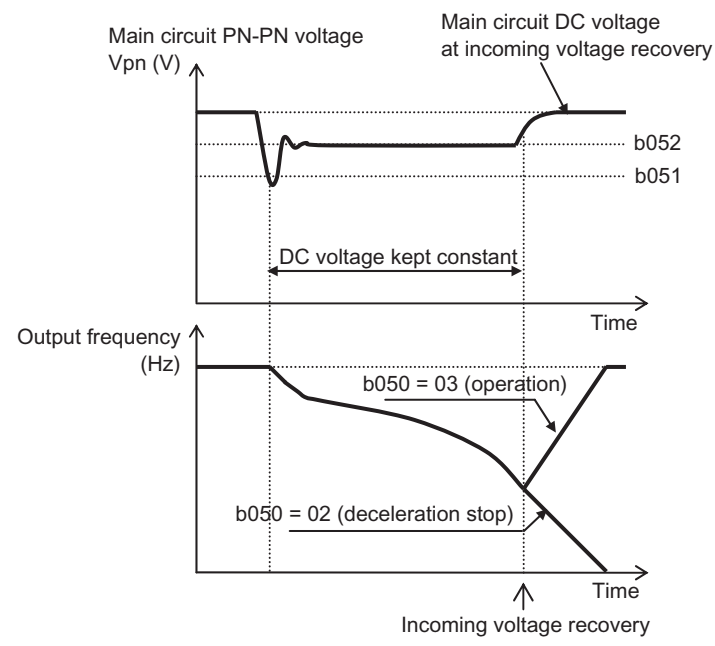 Main circuit PN-PN voltage
Vpn (V)
Main circuit DC voltage
at incoming voltage recovery
b052
b051
DC voltage kept constant
Time
Output frequency
(Hz)
b050 = 03 (operation)
b050 = 02 (deceleration stop)
Time
Incoming voltage recovery